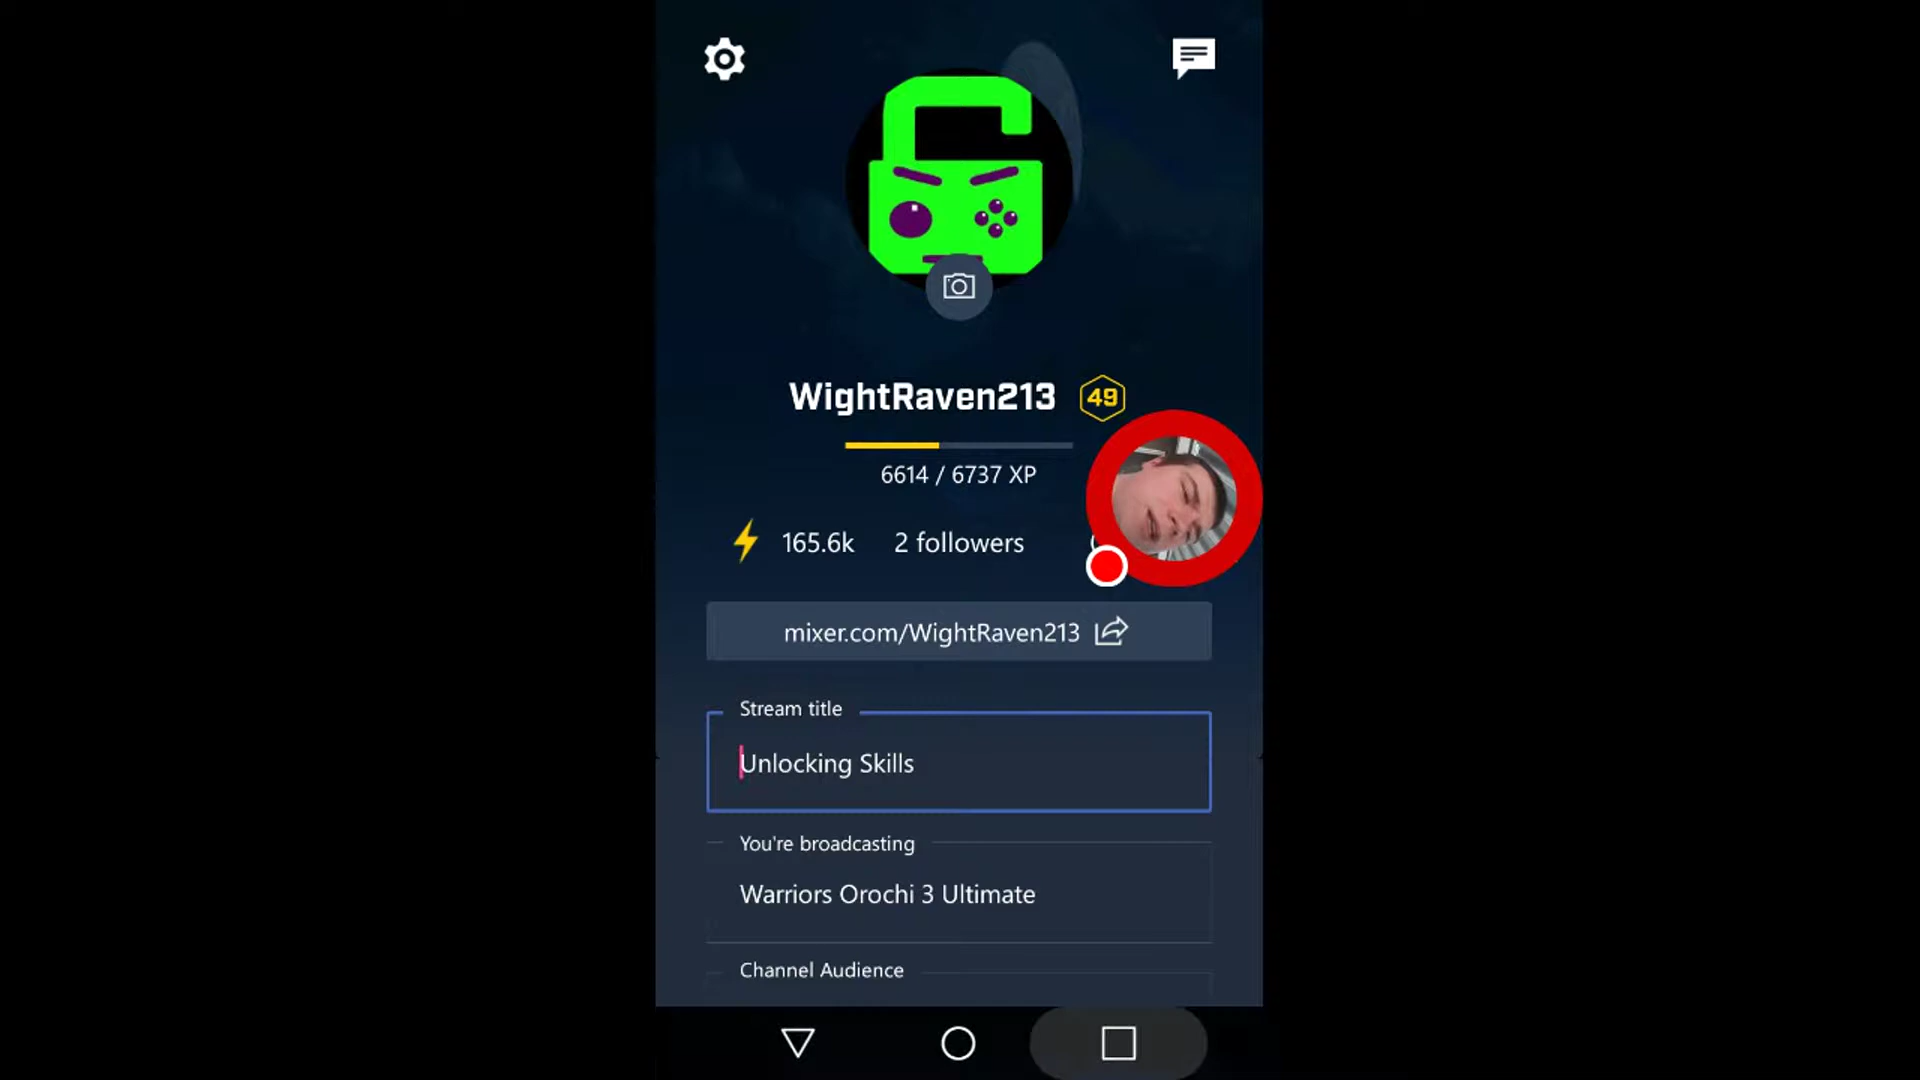 WightRaven213 49
6614 / 6737 XP
165.6k 2 followers
mixer.com/WightRaven213
Stream title
Unlocking Skills
You're broadcasting
Warriors Orochi 3 Ultimate
Channel Audience